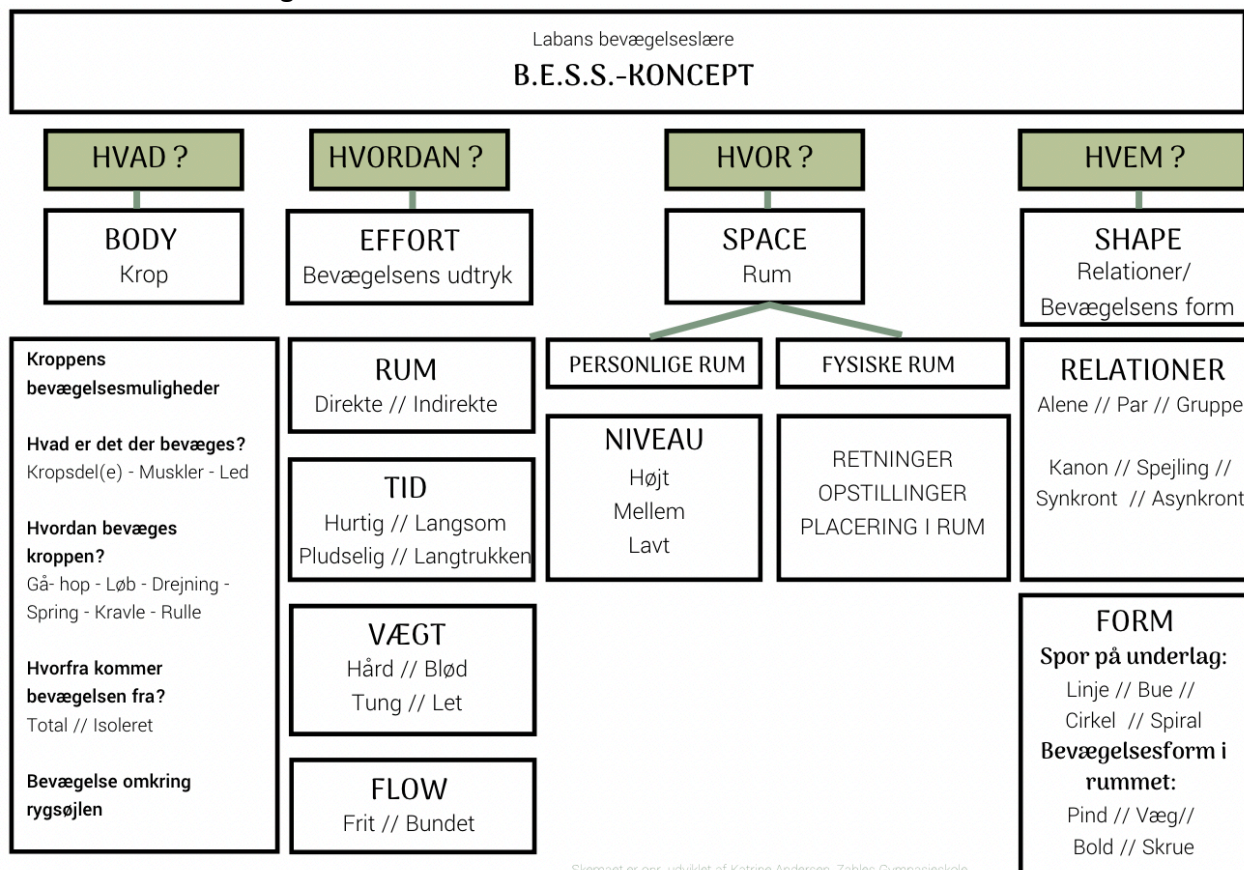 Labans bevægelseslære
B.E.S.S.-KONCEPT
HVAD ?
BODY
Krop
Kroppens
bevægelsesmuligheder
Hvad er det der bevæges?
Kropsdel(e) - Muskler - Led
Hvordan bevæges
kroppen?
Gå- hop - Løb - Drejning -
Spring - Kravle - Rulle
Hvorfra kommer
bevægelsen fra?
Total // Isoleret
Bevægelse omkring
rygsøjlen
HVORDAN ?
EFFORT
Bevægelsens udtryk
RUM
Direkte // Indirekte
TID
Hurtig // Langsom
Pludselig // Langtrukken
VÆGT
Hård // Blød
Tung // Let
FLOW
Frit // Bundet
HVOR ?
SPACE
Rum
PERSONLIGE RUM
NIVEAU
Højt
Mellem
Lavt
FYSISKE RUM
RETNINGER
OPSTILLINGER
PLACERING I RUM
HVEM ?
SHAPE
Relationer/
Bevægelsens form
RELATIONER
Alene // Par // Gruppe
Kanon // Spejling //
Synkront // Asynkront
FORM
Spor på underlag:
Linje // Bue //
Cirkel // Spiral
Bevægelsesform i
rummet:
Pind // Væg//
Bold // Skrue